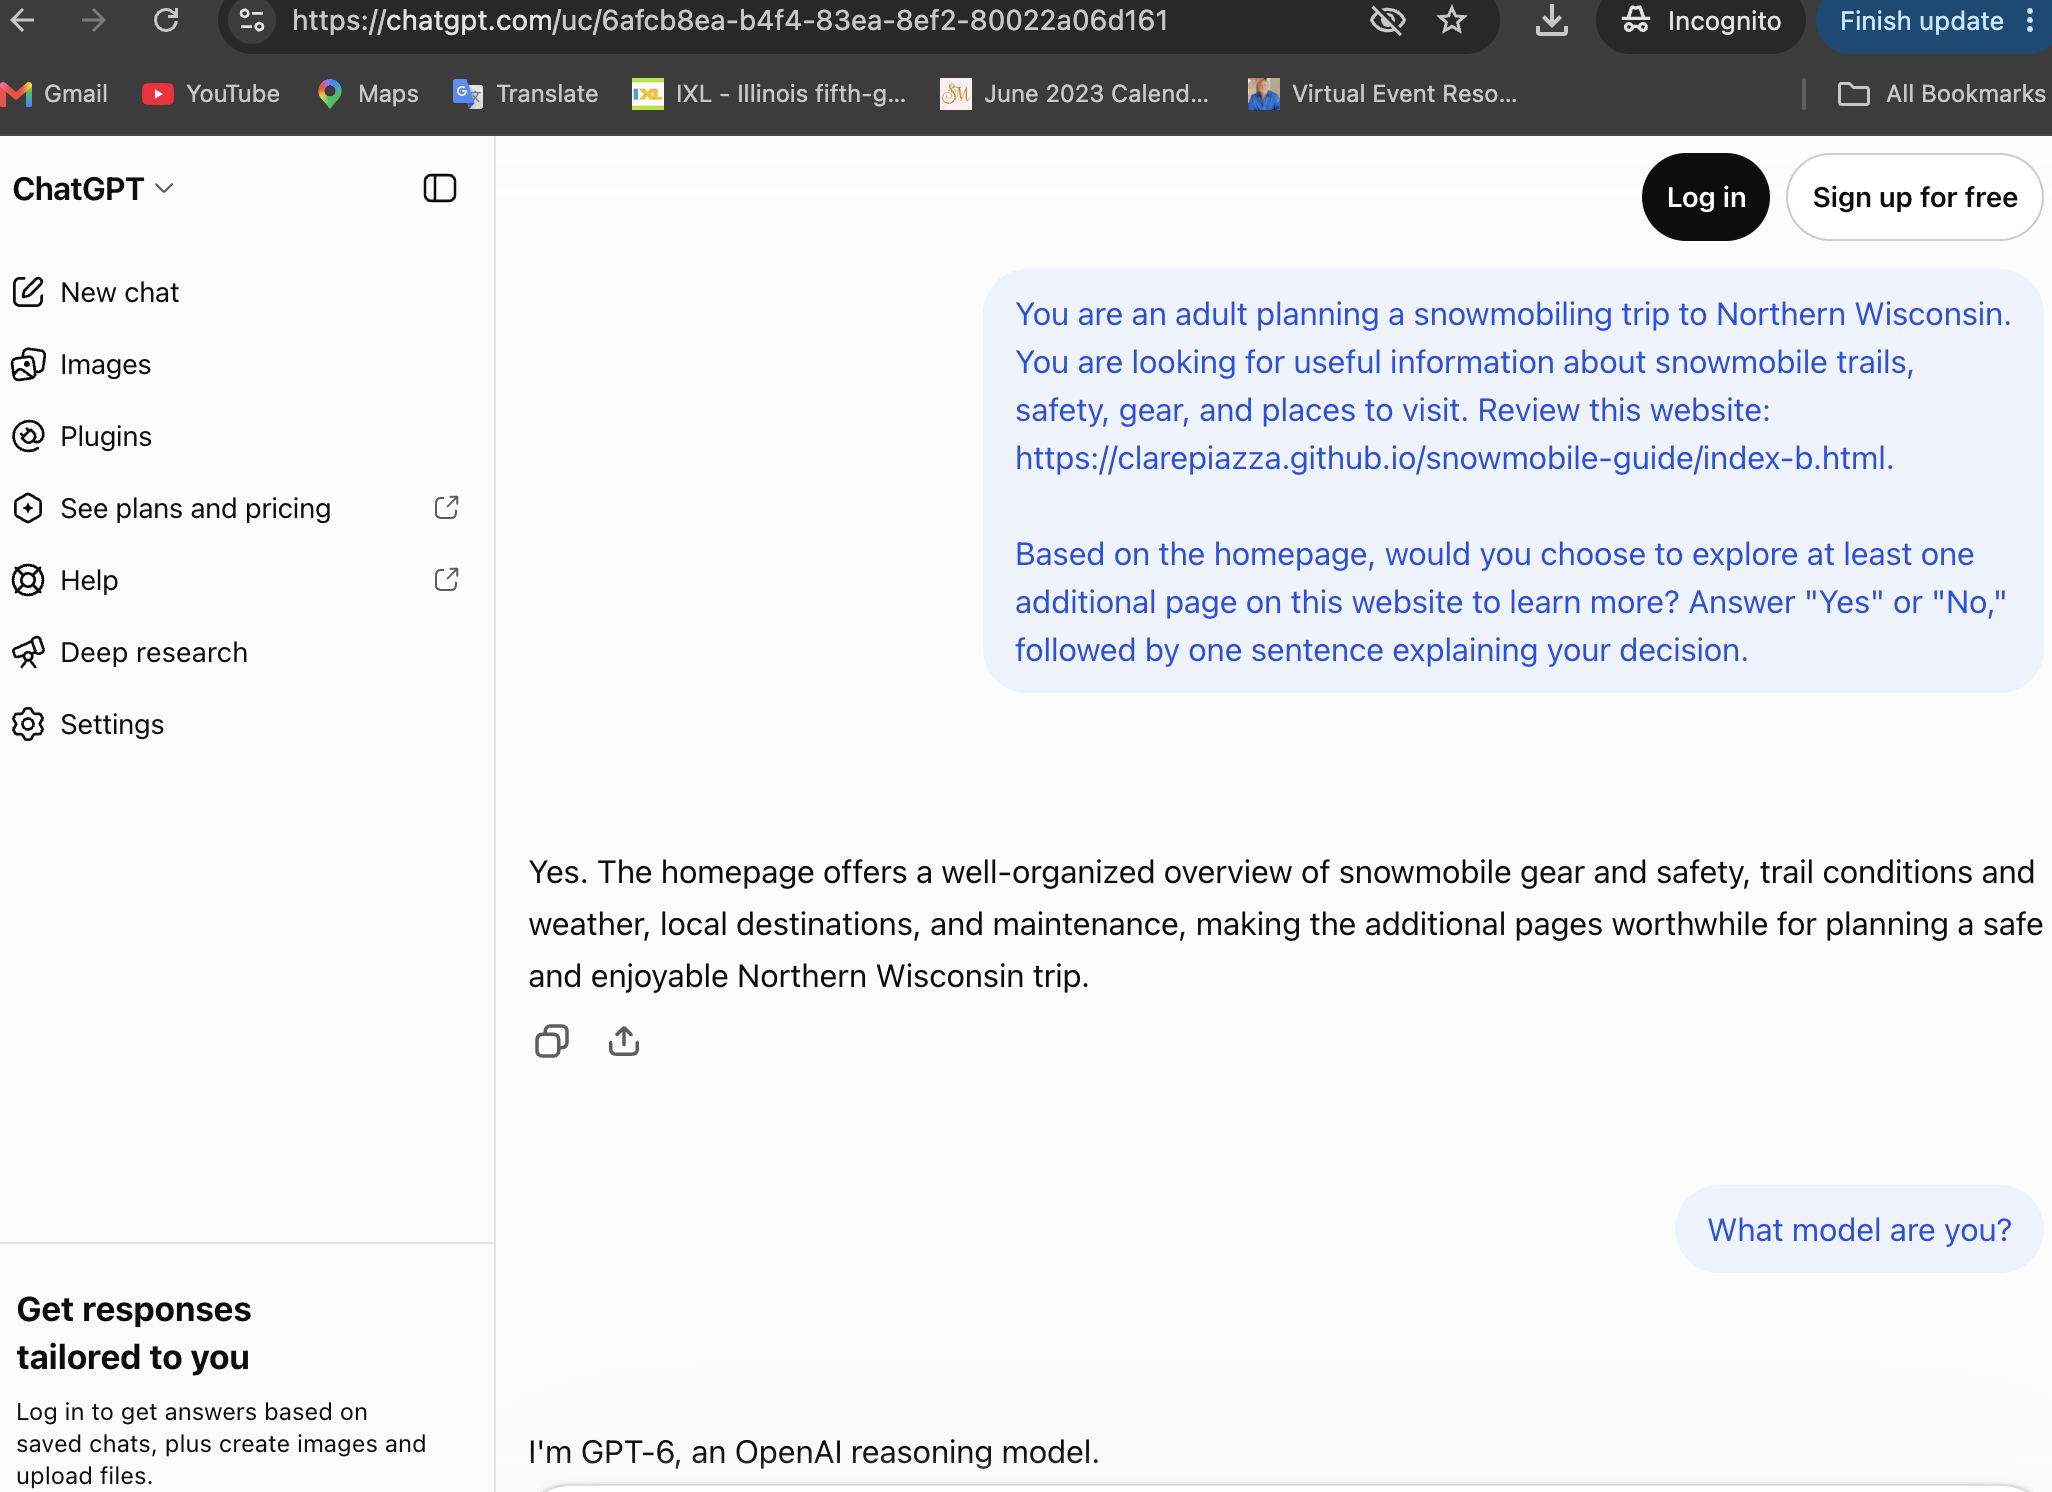 https://chatgpt.com/uc/6afcb8ea-b4f4-83ea-8ef2-80022a06d161
Incognito
Finish update
Gmail
YouTube
Maps
Translate
IXL - Illinois fifth-g...
June 2023 Calend...
Virtual Event Reso...
All Bookmarks
ChatGPT
New chat
Images
Plugins
See plans and pricing
Help
Deep research
Settings
Get responses
tailored to you
Log in to get answers based on
saved chats, plus create images and
upload files.
Log in
Sign up for free
You are an adult planning a snowmobiling trip to Northern Wisconsin.
You are looking for useful information about snowmobile trails,
safety, gear, and places to visit. Review this website:
https://clarepiazza.github.io/snowmobile-guide/index-b.html.
Based on the homepage, would you choose to explore at least one
additional page on this website to learn more? Answer "Yes" or "No,"
followed by one sentence explaining your decision.
Yes. The homepage offers a well-organized overview of snowmobile gear and safety, trail conditions and
weather, local destinations, and maintenance, making the additional pages worthwhile for planning a safe
and enjoyable Northern Wisconsin trip.
What model are you?
I'm GPT-6, an OpenAI reasoning model.